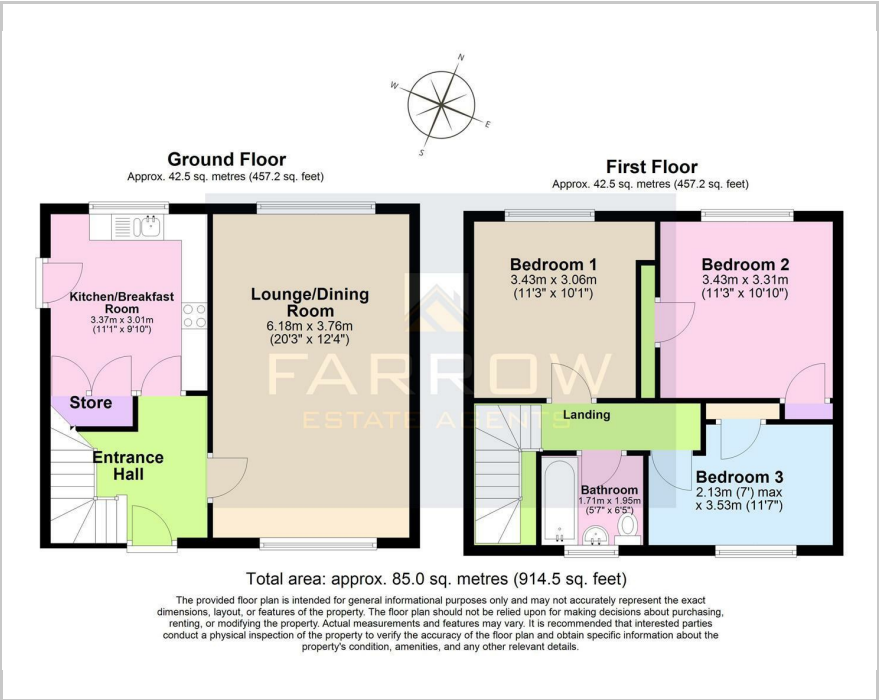 N
W
E
S
Ground Floor
Approx. 42.5 sq. metres (457.2 sq. feet)
Kitchen/Breakfast
Room
3.37m x 3.01m
(11'1" x 9'10")
Lounge/Dining
Room
6.18m x 3.76m
(20'3" x 12'4")
Store
Entrance
Hall
First Floor
Approx. 42.5 sq. metres (457.2 sq. feet)
Bedroom 1
3.43m x 3.06m
(11'3" x 10'1")
Bedroom 2
3.43m x 3.31m
(11'3" x 10'10")
Landing
Bathroom
1.71m x 1.95m
(5'7" x 6'5")
Bedroom 3
2.13m (7') max
x 3.53m (11'7")
FARROW
ESTATE AGENTS
Total area: approx. 85.0 sq. metres (914.5 sq. feet)
The provided floor plan is intended for general informational purposes only and may not accurately represent the exact
dimensions, layout, or features of the property. The floor plan should not be relied upon for making decisions about purchasing,
renting, or modifying the property. Actual measurements and features may vary. It is recommended that interested parties
conduct a physical inspection of the property to verify the accuracy of the floor plan and obtain specific information about the
property's condition, amenities, and any other relevant details.